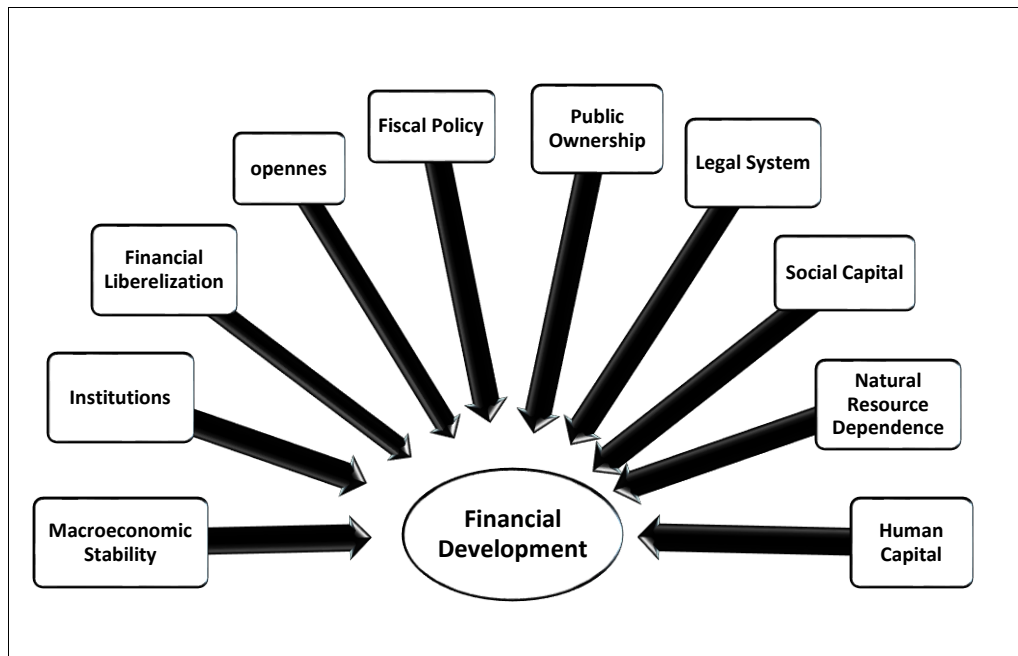 Fiscal Policy
Public
Ownership
opennes
Legal System
Financial
Liberelization
Social Capital
Institutions
Natural
Resource
Dependence
Macroeconomic
Stability
Financial
Development
Human
Capital